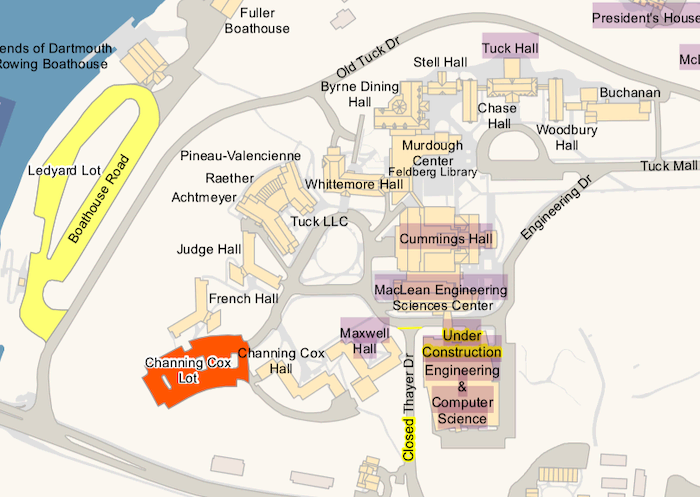 Fuller
Boathouse
President's House
ends of Dartmouth
Rowing Boathouse
Old Tuck Dr
Tuck Hall
Stell Hall
Byrne Dining
Hall
Buchanan
Chase
Hall
Woodbury
Hall
Murdough
Center
Feldberg Library
Tuck Mall
Pineau-Valencienne
Raether
Achtmeyer
Whittemore Hall
Ledyard Lot
Boathouse Road
Tuck LLC
Engineering Dr
Judge Hall
Cummings Hall
French Hall
MacLean Engineering
Sciences Center
Maxwell
Hall
Under
Construction
Engineering
&
Computer
Science
Channing Cox
Lot
Channing Cox
Hall
Closed Thayer Dr